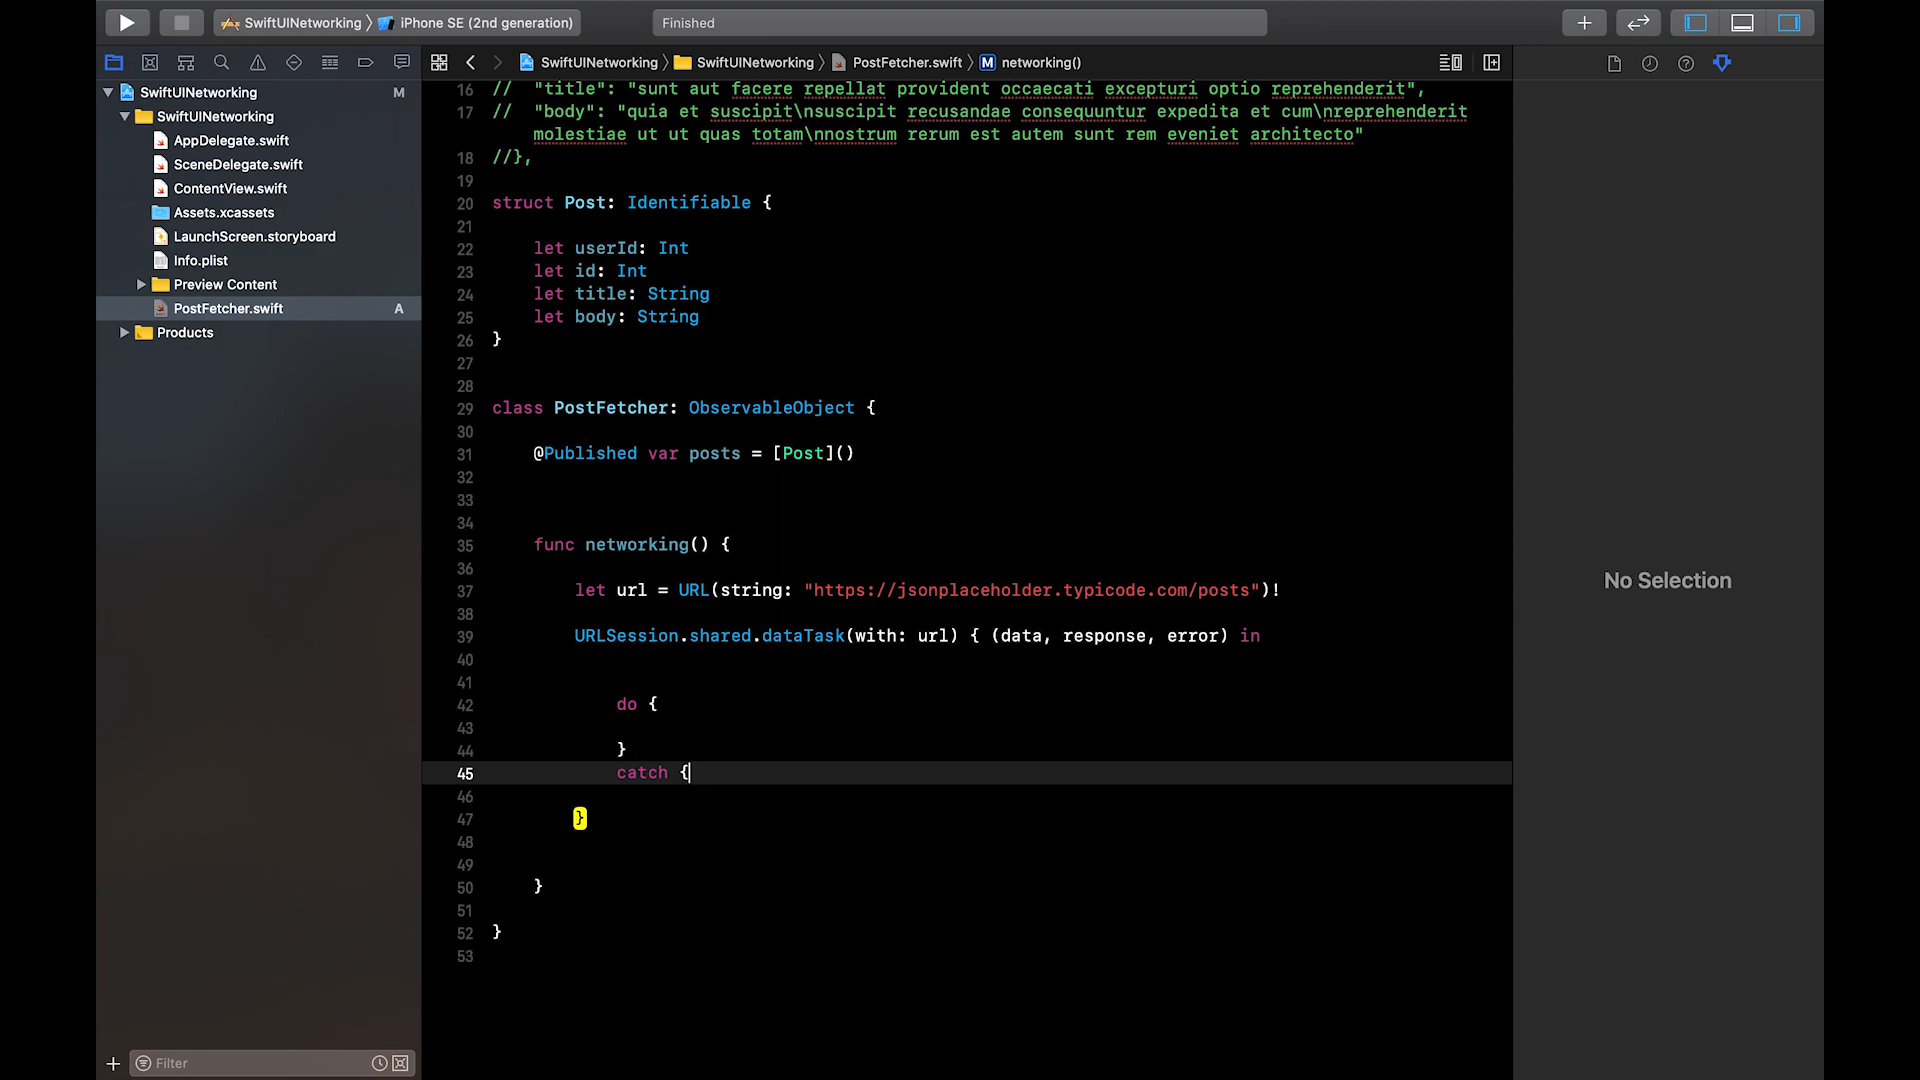 SwiftUINetworking 〉 iPhone SE (2nd generation)
Finished
SwiftUINetworking 〉 SwiftUINetworking 〉 PostFetcher.swift 〉 M networking()
SwiftUINetworking M
SwiftUINetworking
AppDelegate.swift
SceneDelegate.swift
ContentView.swift
Assets.xcassets
LaunchScreen.storyboard
Info.plist
Preview Content
PostFetcher.swift A
Products
Filter
16 // "title": "sunt aut facere repellat provident occaecati excepturi optio reprehenderit",
17 // "body": "quia et suscipit\nsuscipit recusandae consequuntur expedita et cum\nreprehenderit
molestiae ut ut quas totam\nnostrum rerum est autem sunt rem eveniet architecto"
18 //},
19
20 struct Post: Identifiable {
21
22 let userId: Int
23 let id: Int
24 let title: String
25 let body: String
26 }
27
28
29 class PostFetcher: ObservableObject {
30
31 @Published var posts = [Post]()
32
33
34
35 func networking() {
36
37 let url = URL(string: "https://jsonplaceholder.typicode.com/posts")!
38
39 URLSession.shared.dataTask(with: url) { (data, response, error) in
40
41
42 do {
43
44 }
45 catch {
46
47 }
48
49
50 }
51
52 }
53
No Selection